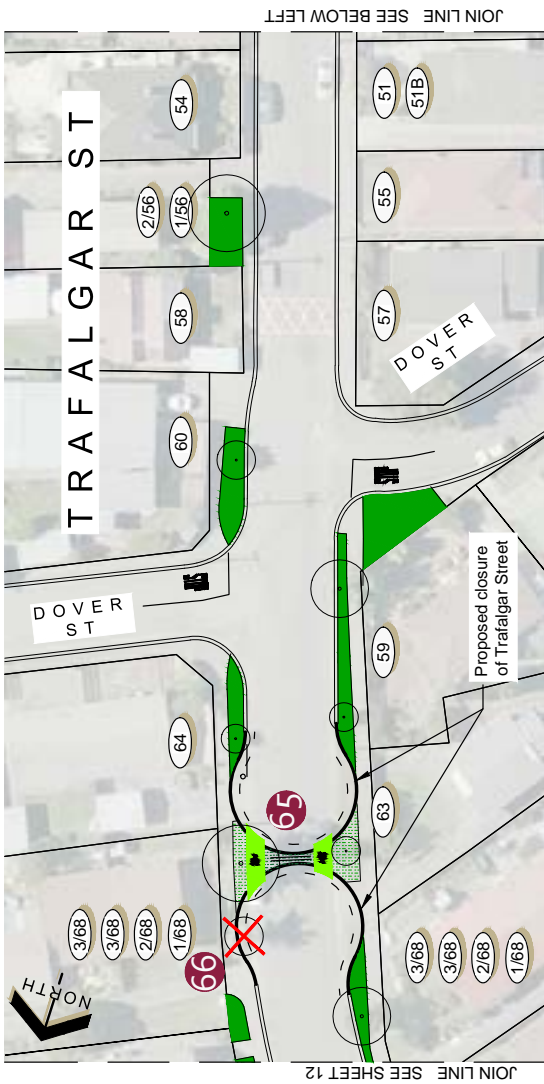 JOIN LINE   SEE BELOW LEFT
TRAFALGAR ST
54
2/56
1/56
58
60
DOVER
ST
64
3/68
3/68
2/68
1/68
66
NORTH
65
51
51B
55
57
DOVER
ST
59
Proposed closure
of Trafalgar Street
63
3/68
3/68
2/68
1/68
JOIN LINE   SEE SHEET 12